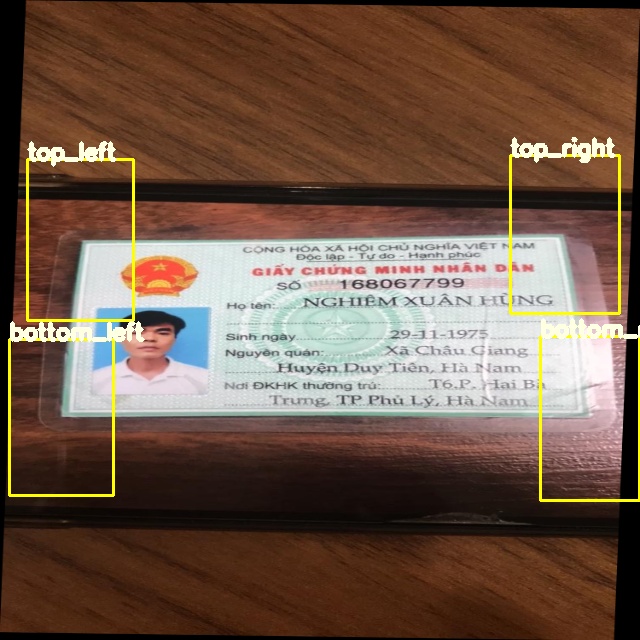 top_left
top_right
CỘNG HÒA XÃ HỘI CHỦ NGHĨA VIỆT NAM
Độc lập - Tự do - Hạnh phúc
GIẤY CHỨNG MINH NHÂN DÂN
SỐ 168067799
Họ tên: NGHIÊM XUÂN HÙNG
bottom_left
bottom_
Sinh ngày 29-11-1975
Nguyên quán: Xã Châu Giang
Huyện Duy Tiên, Hà Nam
Nơi ĐKHK thường trú: T6.P. Hai Bà
Trưng, TP Phủ Lý, Hà Nam